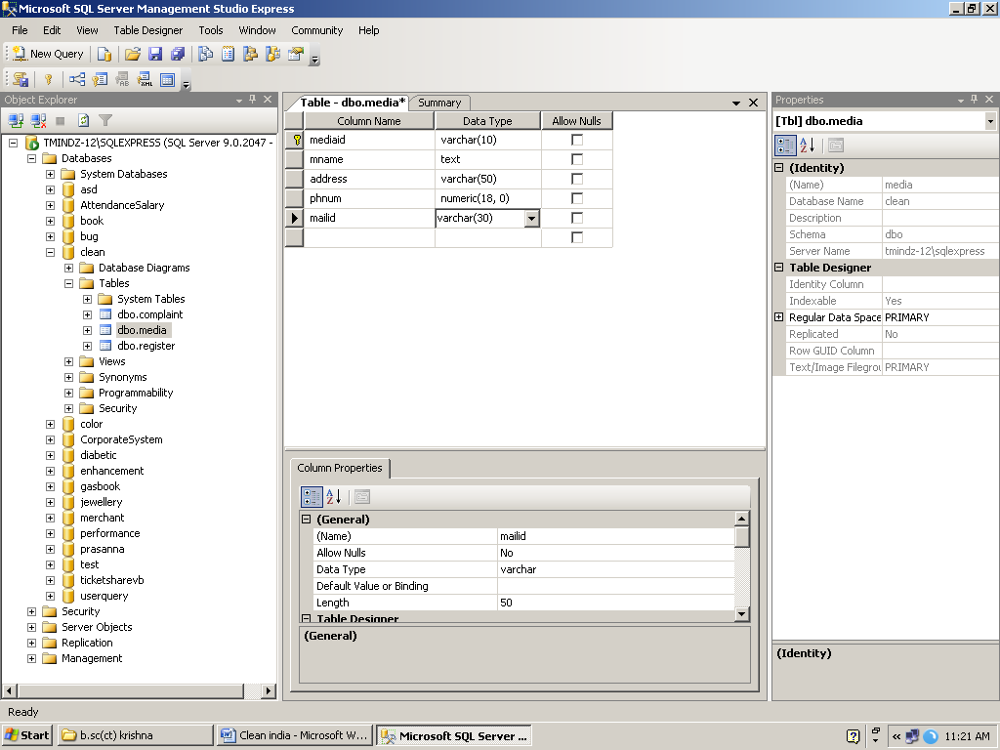 Microsoft SQL Server Management Studio Express
File Edit View Table Designer Tools Window Community Help
New Query
Object Explorer
TMINDZ-12\SQLEXPRESS (SQL Server 9.0.2047 -
Databases
System Databases
asd
AttendanceSalary
book
bug
clean
Database Diagrams
Tables
System Tables
dbo.complaint
dbo.media
dbo.register
Views
Synonyms
Programmability
Security
color
CorporateSystem
diabetic
enhancement
gasbook
jewellery
merchant
performance
prasanna
test
ticketsharevb
userquery
Security
Server Objects
Replication
Management
Table - dbo.media* Summary
Column Name Data Type Allow Nulls
mediaid varchar(10)
mname text
address varchar(50)
phnum numeric(18, 0)
mailid varchar(30)
Column Properties
(General)
(Name) mailid
Allow Nulls No
Data Type varchar
Default Value or Binding
Length 50
Table Designer
(General)
Properties
[Tbl] dbo.media
(Identity)
(Name) media
Database Name clean
Description
Schema dbo
Server Name tmindz-12\sqlexpress
Table Designer
Identity Column
Indexable Yes
Regular Data Space PRIMARY
Replicated No
Row GUID Column
Text/Image Filegrou PRIMARY
(Identity)
Ready
Start b.sc(ct) krishna Clean india - Microsoft W... Microsoft SQL Server ... 11:21 AM